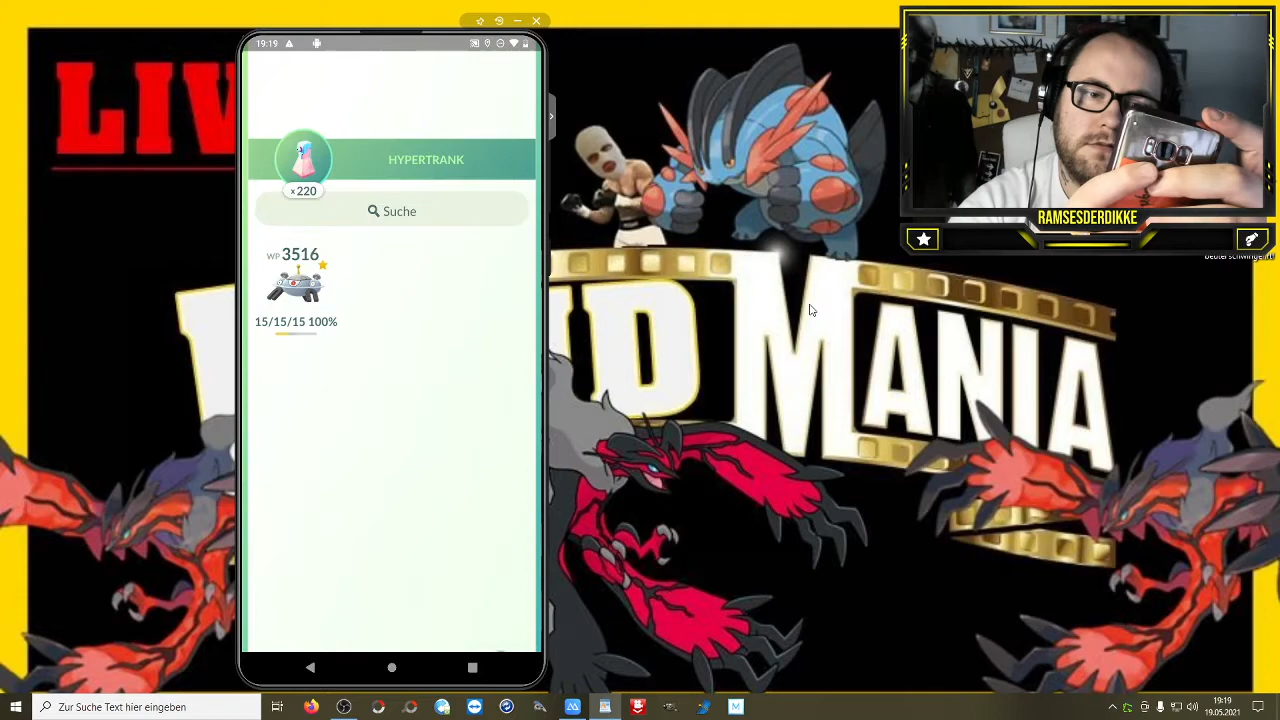 19:19
LIV
HYPERTRANK
x220
Suche
WP 3516
15/15/15 100%
D MANIA
RAMSESDERDIKKE
Zur Suche Text hier eingeben
M
19:19
19.05.2021